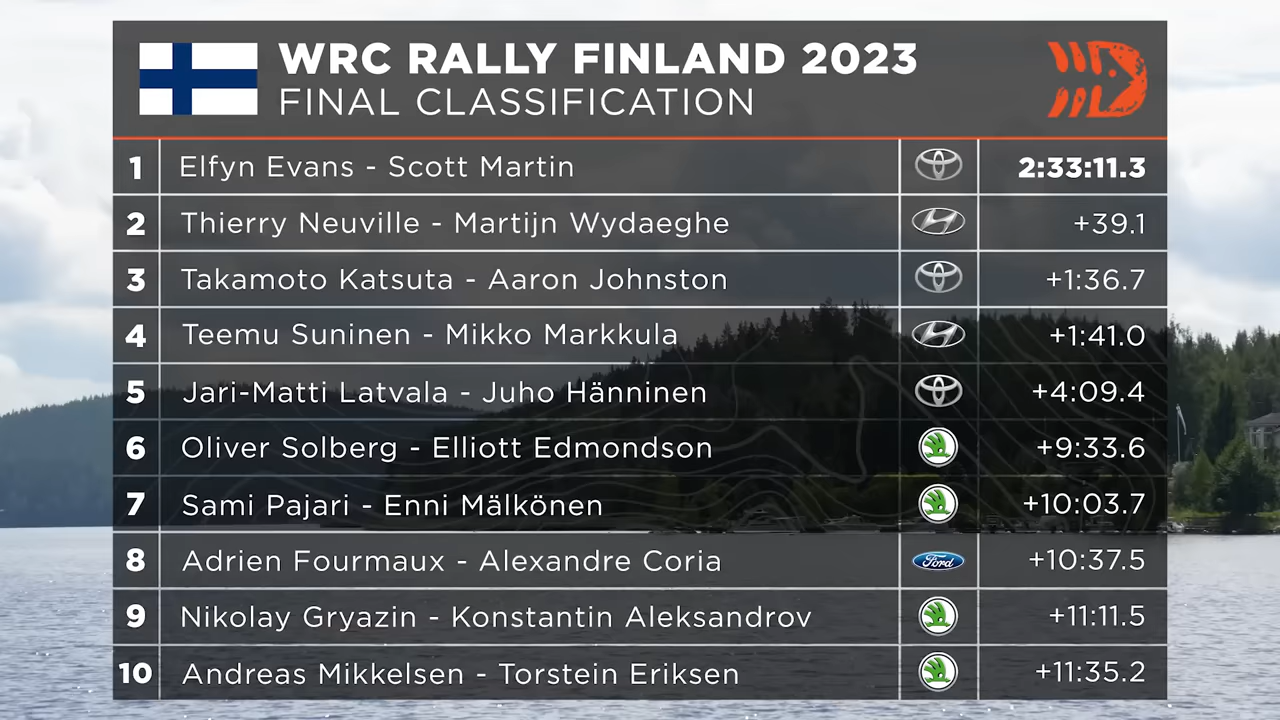 WRC RALLY FINLAND 2023
FINAL CLASSIFICATION
1 Elfyn Evans - Scott Martin 2:33:11.3
2 Thierry Neuville - Martijn Wydaeghe +39.1
3 Takamoto Katsuta - Aaron Johnston +1:36.7
4 Teemu Suninen - Mikko Markkula +1:41.0
5 Jari-Matti Latvala - Juho Hänninen +4:09.4
6 Oliver Solberg - Elliott Edmondson +9:33.6
7 Sami Pajari - Enni Mälkönen +10:03.7
8 Adrien Fourmaux - Alexandre Coria Ford +10:37.5
9 Nikolay Gryazin - Konstantin Aleksandrov +11:11.5
10 Andreas Mikkelsen - Torstein Eriksen +11:35.2